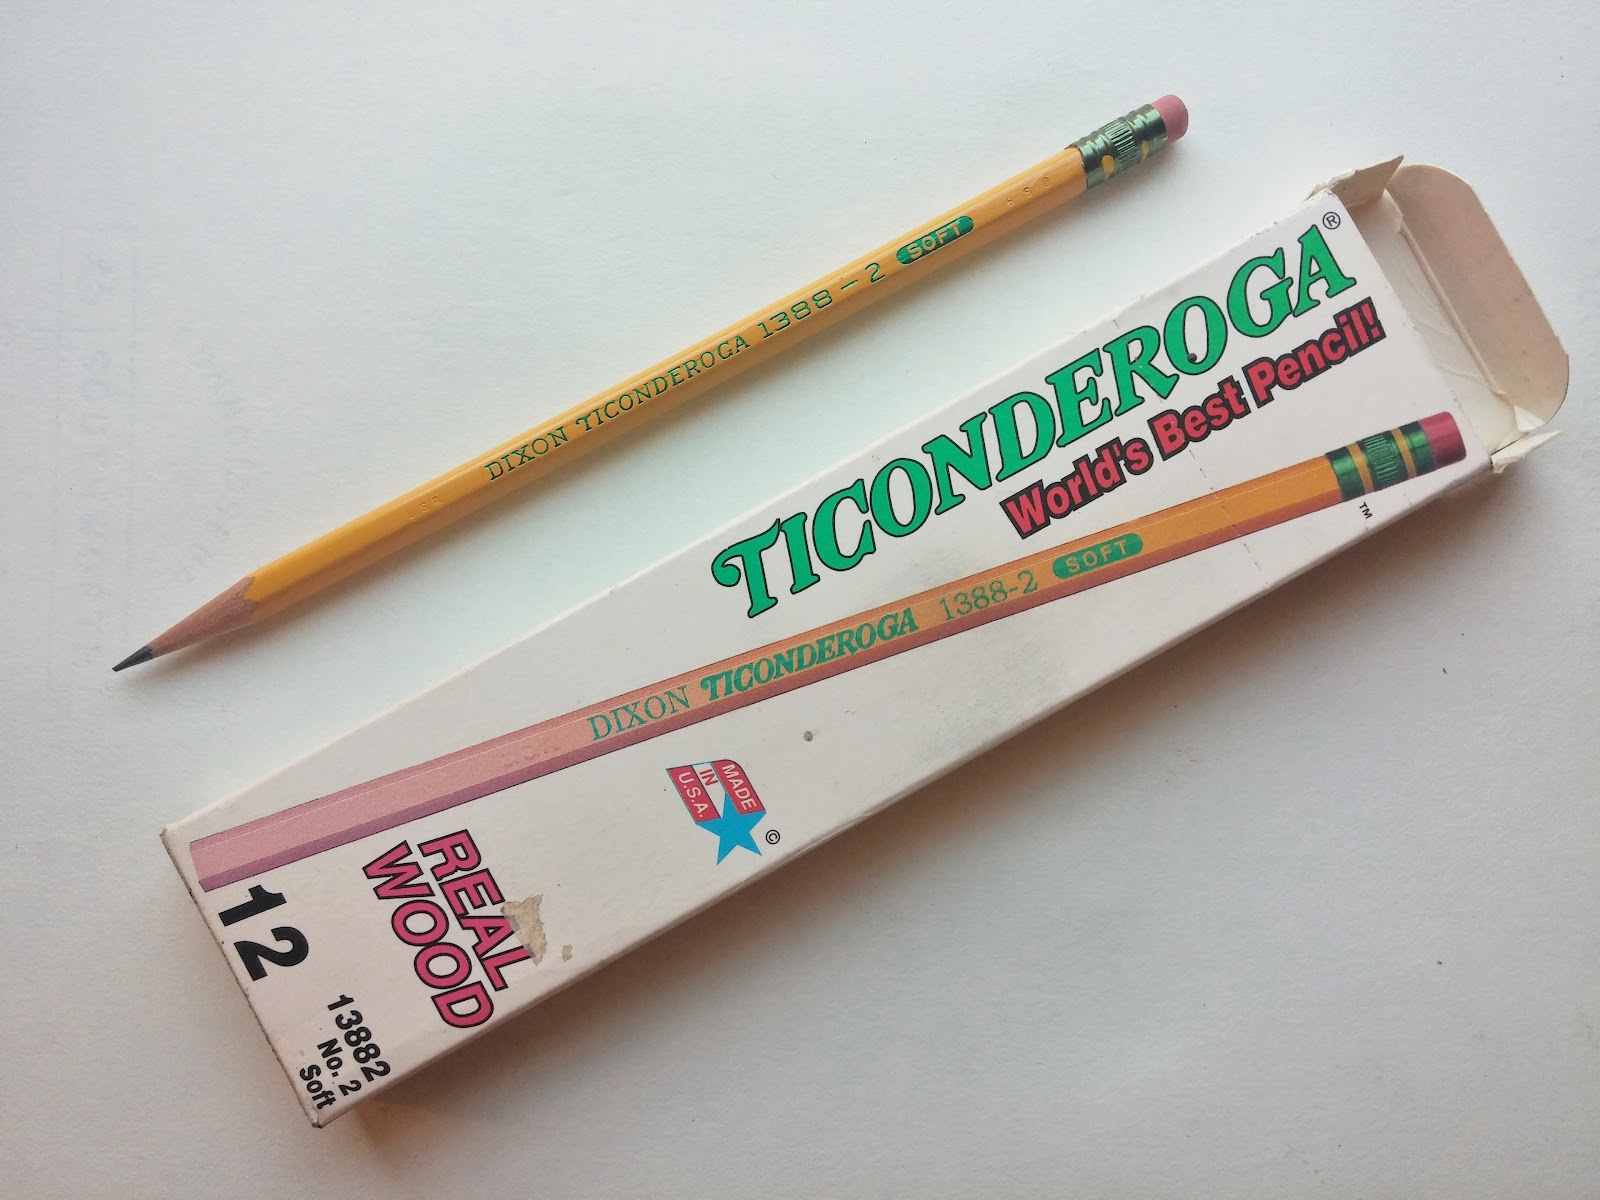 DIXON TICONDEROGA 1388-2 SOFT
TICONDEROGA®
World's Best Pencil!
DIXON TICONDEROGA 1388-2 SOFT
TM
MADE
IN
U.S.A.
©
REAL
WOOD
12
13882
No. 2
Soft